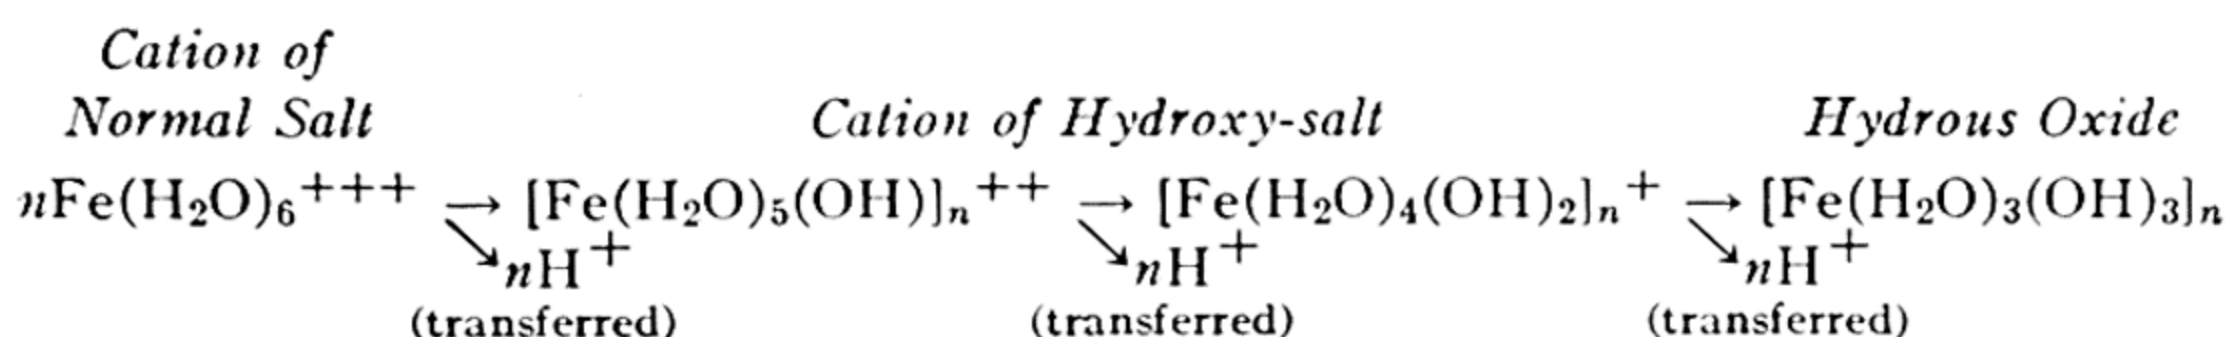 Cation of
Normal Salt Cation of Hydroxy-salt Hydrous Oxide
nFe(H₂O)₆⁺⁺⁺ → [Fe(H₂O)₅(OH)]ₙ⁺⁺ → [Fe(H₂O)₄(OH)₂]ₙ⁺ → [Fe(H₂O)₃(OH)₃]ₙ
↘nH⁺ ↘nH⁺ ↘nH⁺
(transferred) (transferred) (transferred)